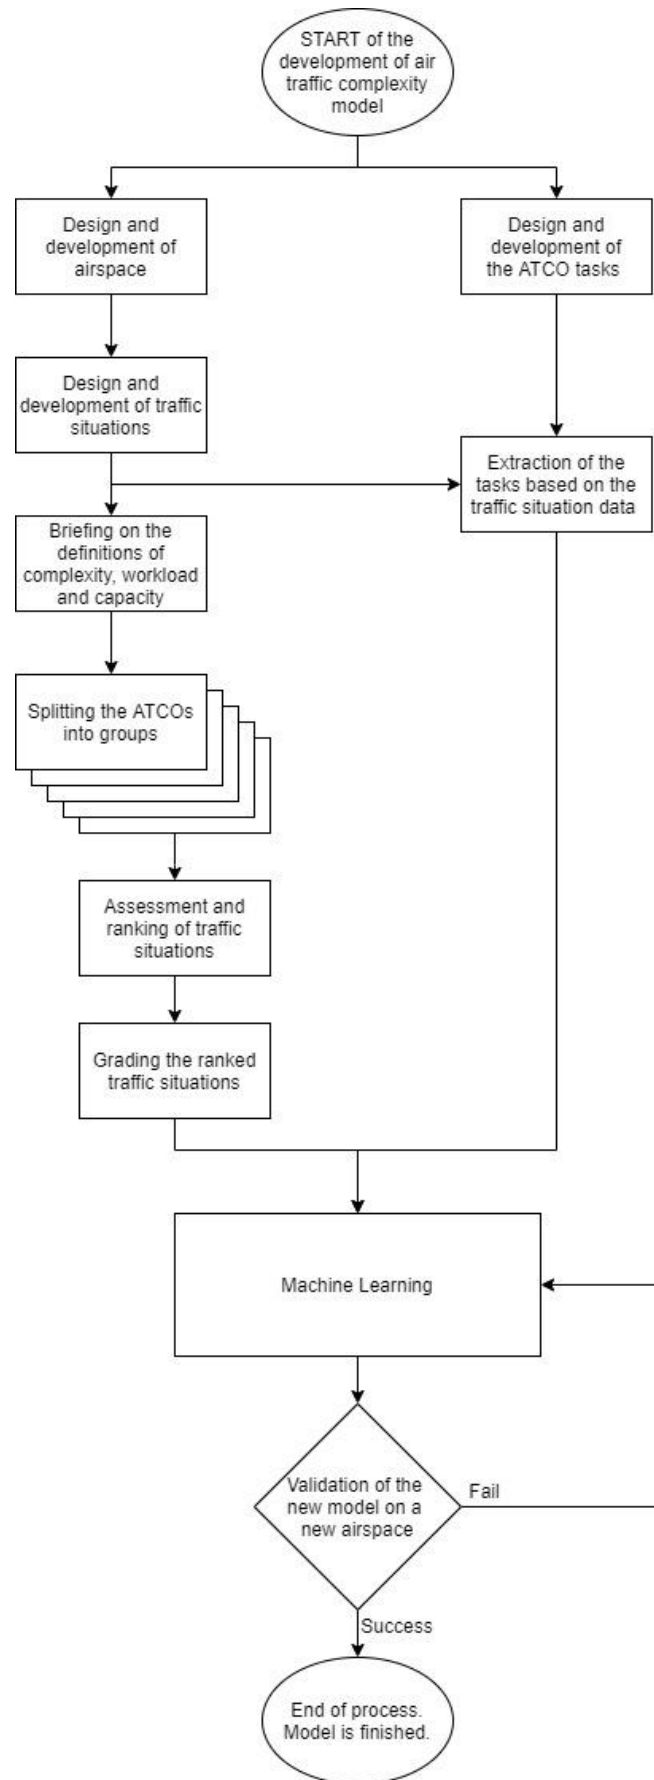 START of the
development of air
traffic complexity
model
Design and
development of
airspace
Design and
development of
the ATCO tasks
Design and
development of traffic
situations
Extraction of the
tasks based on the
traffic situation data
Briefing on the
definitions of
complexity, workload
and capacity
Splitting the ATCOs
into groups
Assessment and
ranking of traffic
situations
Grading the ranked
traffic situations
Machine Learning
Validation of the
new model on a
new airspace
Fail
Success
End of process.
Model is finished.